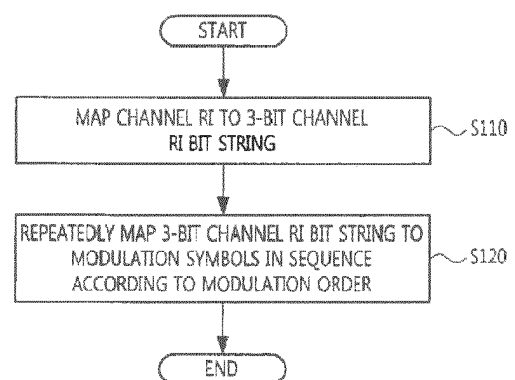 START
MAP CHANNEL RI TO 3-BIT CHANNEL
RI BIT STRING
S110
REPEATEDLY MAP 3-BIT CHANNEL RI BIT STRING TO
MODULATION SYMBOLS IN SEQUENCE
ACCORDING TO MODULATION ORDER
S120
END